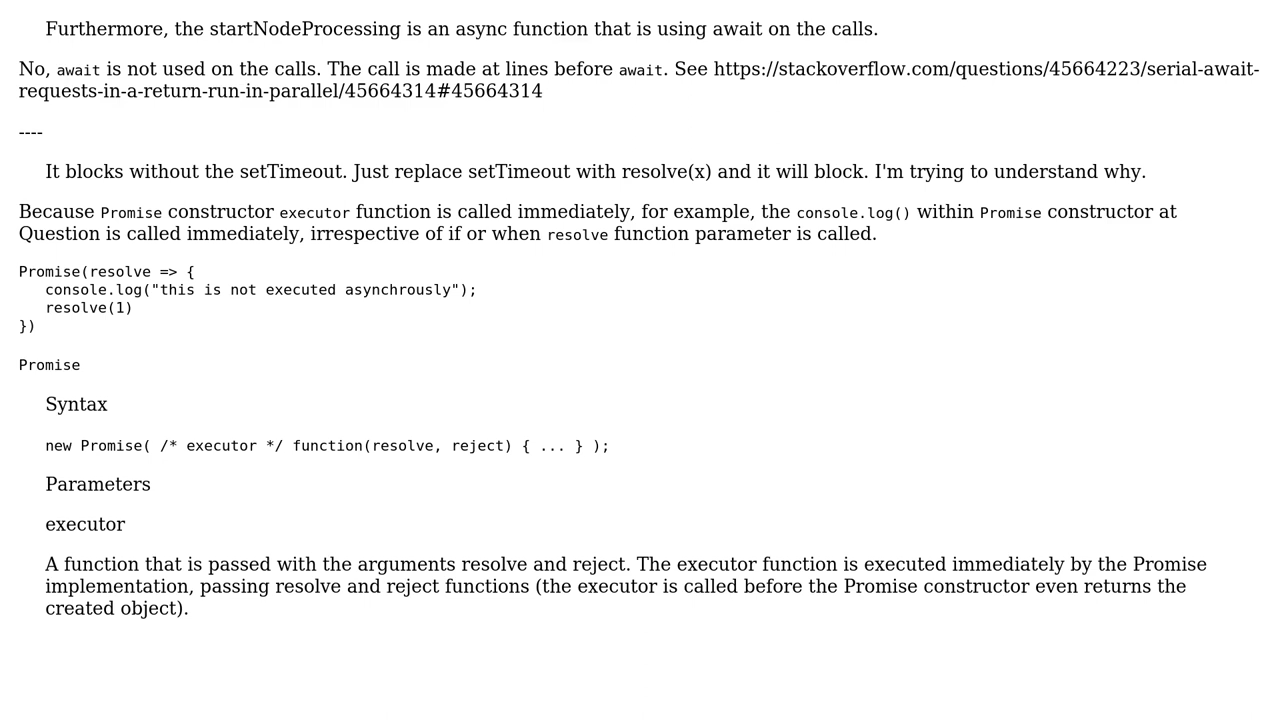 Furthermore, the startNodeProcessing is an async function that is using await on the calls.
No, await is not used on the calls. The call is made at lines before await. See https://stackoverflow.com/questions/45664223/serial-await-
requests-in-a-return-run-in-parallel/45664314#45664314
----
It blocks without the setTimeout. Just replace setTimeout with resolve(x) and it will block. I'm trying to understand why.
Because Promise constructor executor function is called immediately, for example, the console.log() within Promise constructor at
Question is called immediately, irrespective of if or when resolve function parameter is called.
Promise(resolve => {
   console.log("this is not executed asynchrously");
   resolve(1)
})
Promise
Syntax
new Promise( /* executor */ function(resolve, reject) { ... } );
Parameters
executor
A function that is passed with the arguments resolve and reject. The executor function is executed immediately by the Promise
implementation, passing resolve and reject functions (the executor is called before the Promise constructor even returns the
created object).